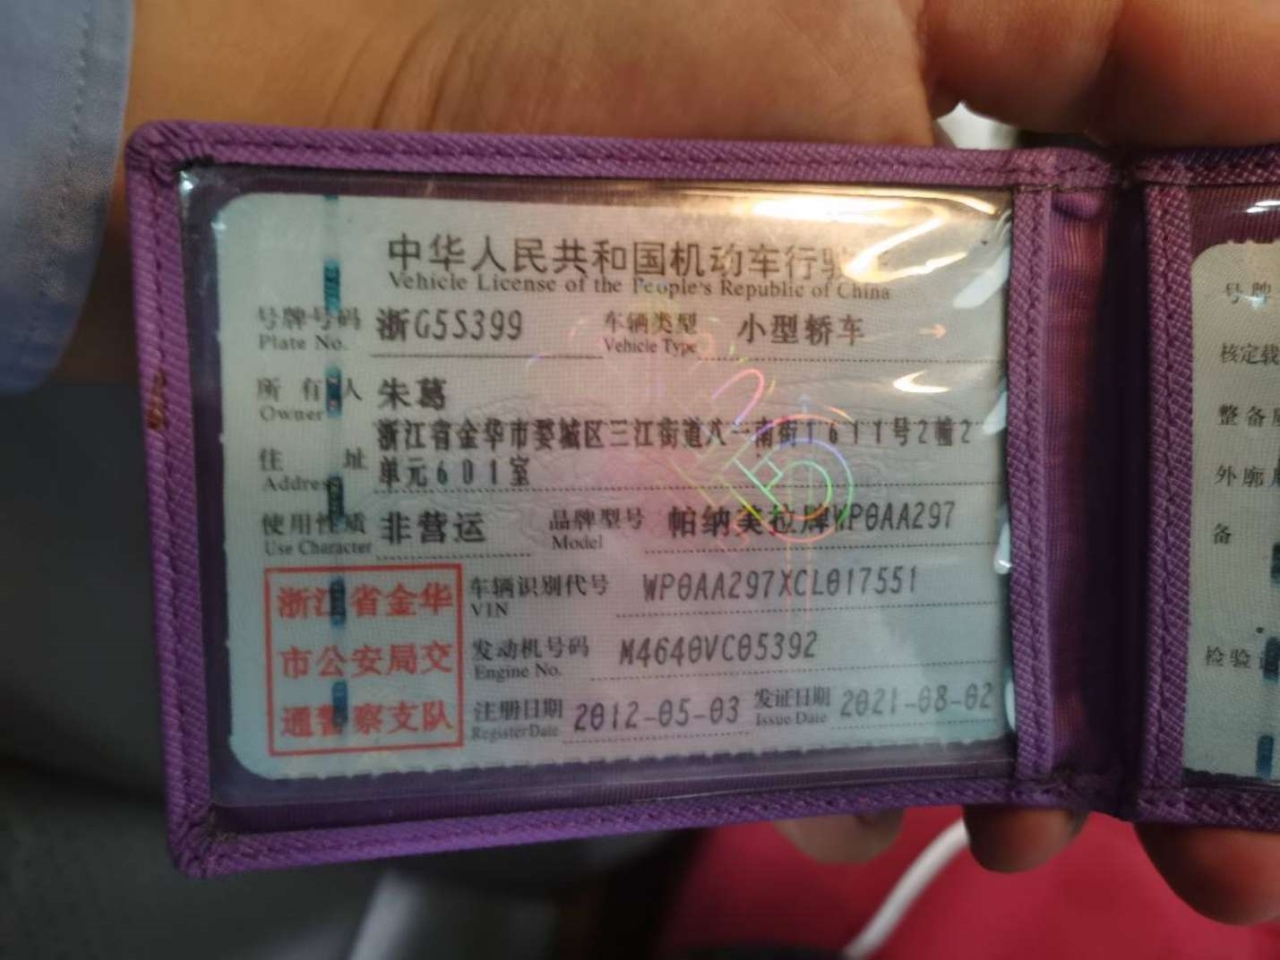 中华人民共和国机动车行驶
Vehicle License of the People's Republic of China
号牌号码 浙G5S399 车辆类型 小型轿车
Plate No. Vehicle Type
所有人 朱葛
Owner
浙江省金华市婺城区三江街道八一南街1611号2幢2
住址 单元601室
Address
使用性质 非营运 品牌型号 帕纳美拉牌WP0AA297
Use Character Model
浙江省金华
市公安局交
通警察支队
车辆识别代号 WP0AA297XCL017551
VIN
发动机号码 M4640VC05392
Engine No.
注册日期 2012-05-03 发证日期 2021-08-02
Register Date Issue Date
号牌
核定载
整备
外廓
备
检验